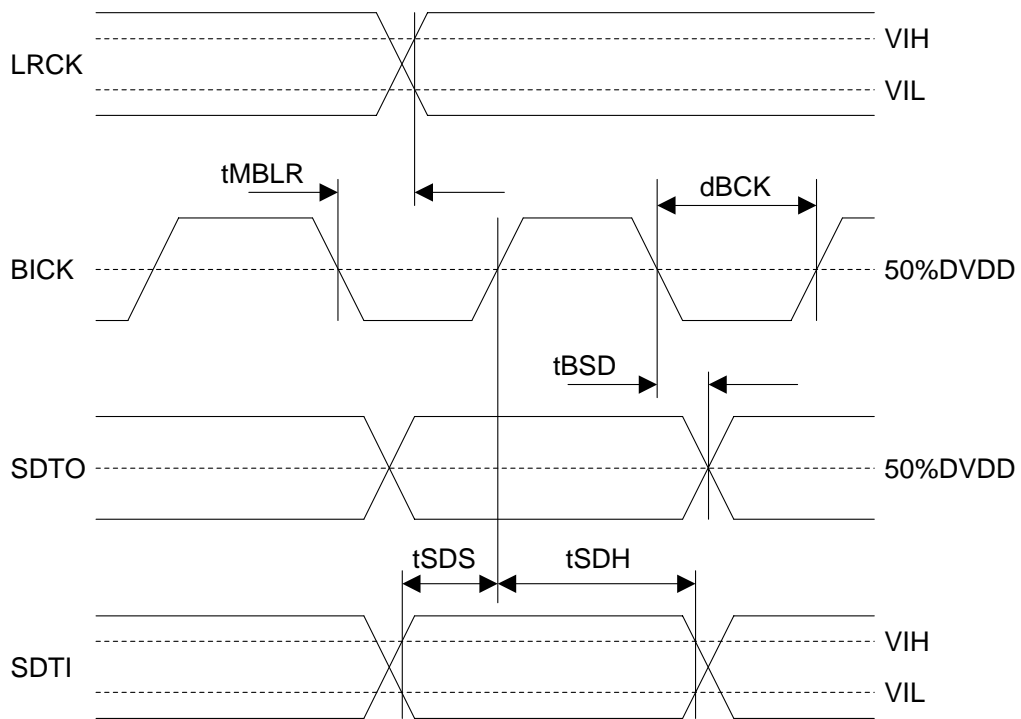 VIH
LRCK
VIL
tMBLR
dBCK
BICK
50%DVDD
tBSD
SDTO
50%DVDD
tSDS
tSDH
VIH
SDTI
VIL